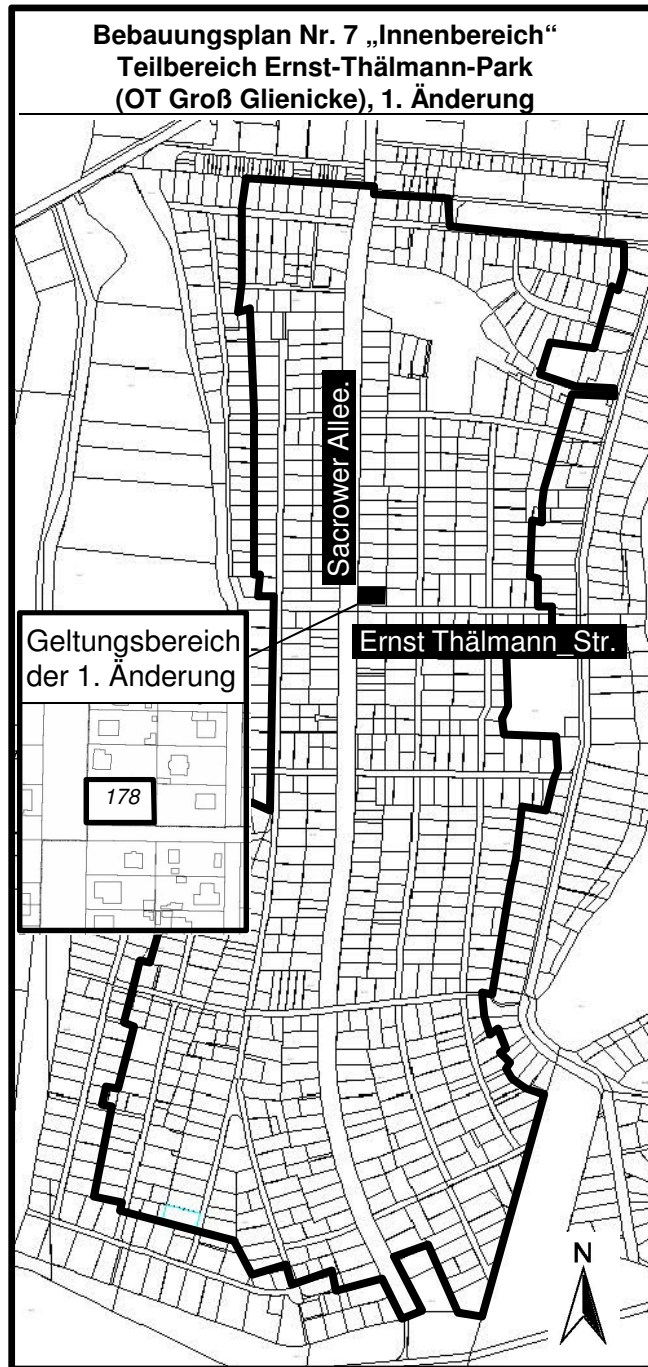 Bebauungsplan Nr. 7 „Innenbereich“
Teilbereich Ernst-Thälmann-Park
(OT Groß Glienicke), 1. Änderung
Sacrower Allee.
Ernst Thälmann_Str.
Geltungsbereich
der 1. Änderung
178
N